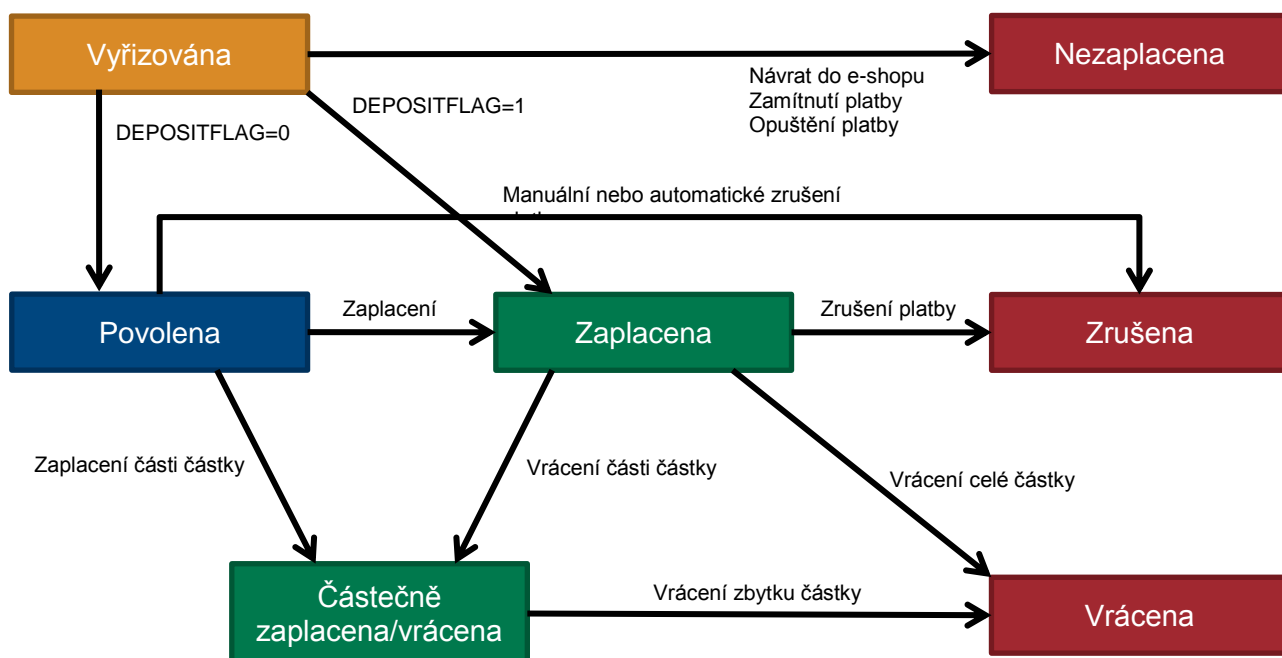 Vyřizována
Nezaplacena
Návrat do e-shopu
Zamítnutí platby
Opuštění platby
DEPOSITFLAG=1
DEPOSITFLAG=0
Manuální nebo automatické zrušení
Povolena
Zaplacení
Zaplacena
Zrušení platby
Zrušena
Zaplacení části částky
Vrácení části částky
Vrácení celé částky
Částečně
zaplacena/vrácena
Vrácení zbytku částky
Vrácena